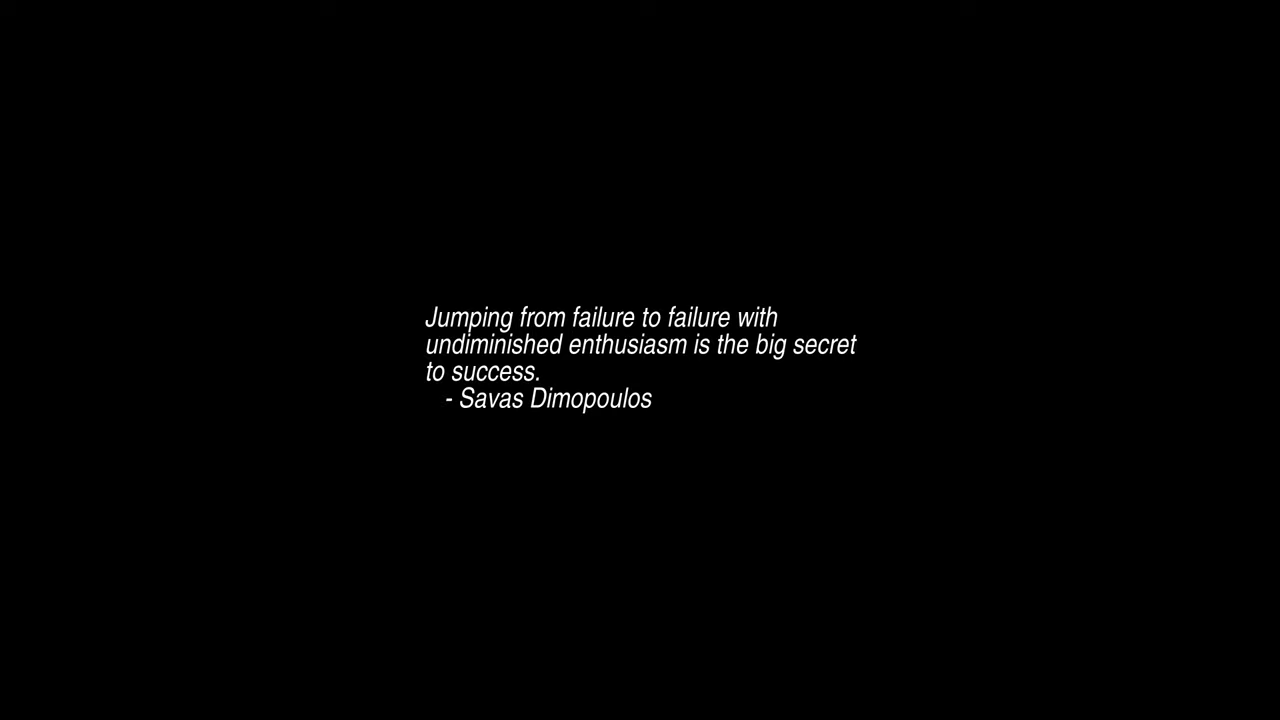 Jumping from failure to failure with
undiminished enthusiasm is the big secret
to success.
- Savas Dimopoulos